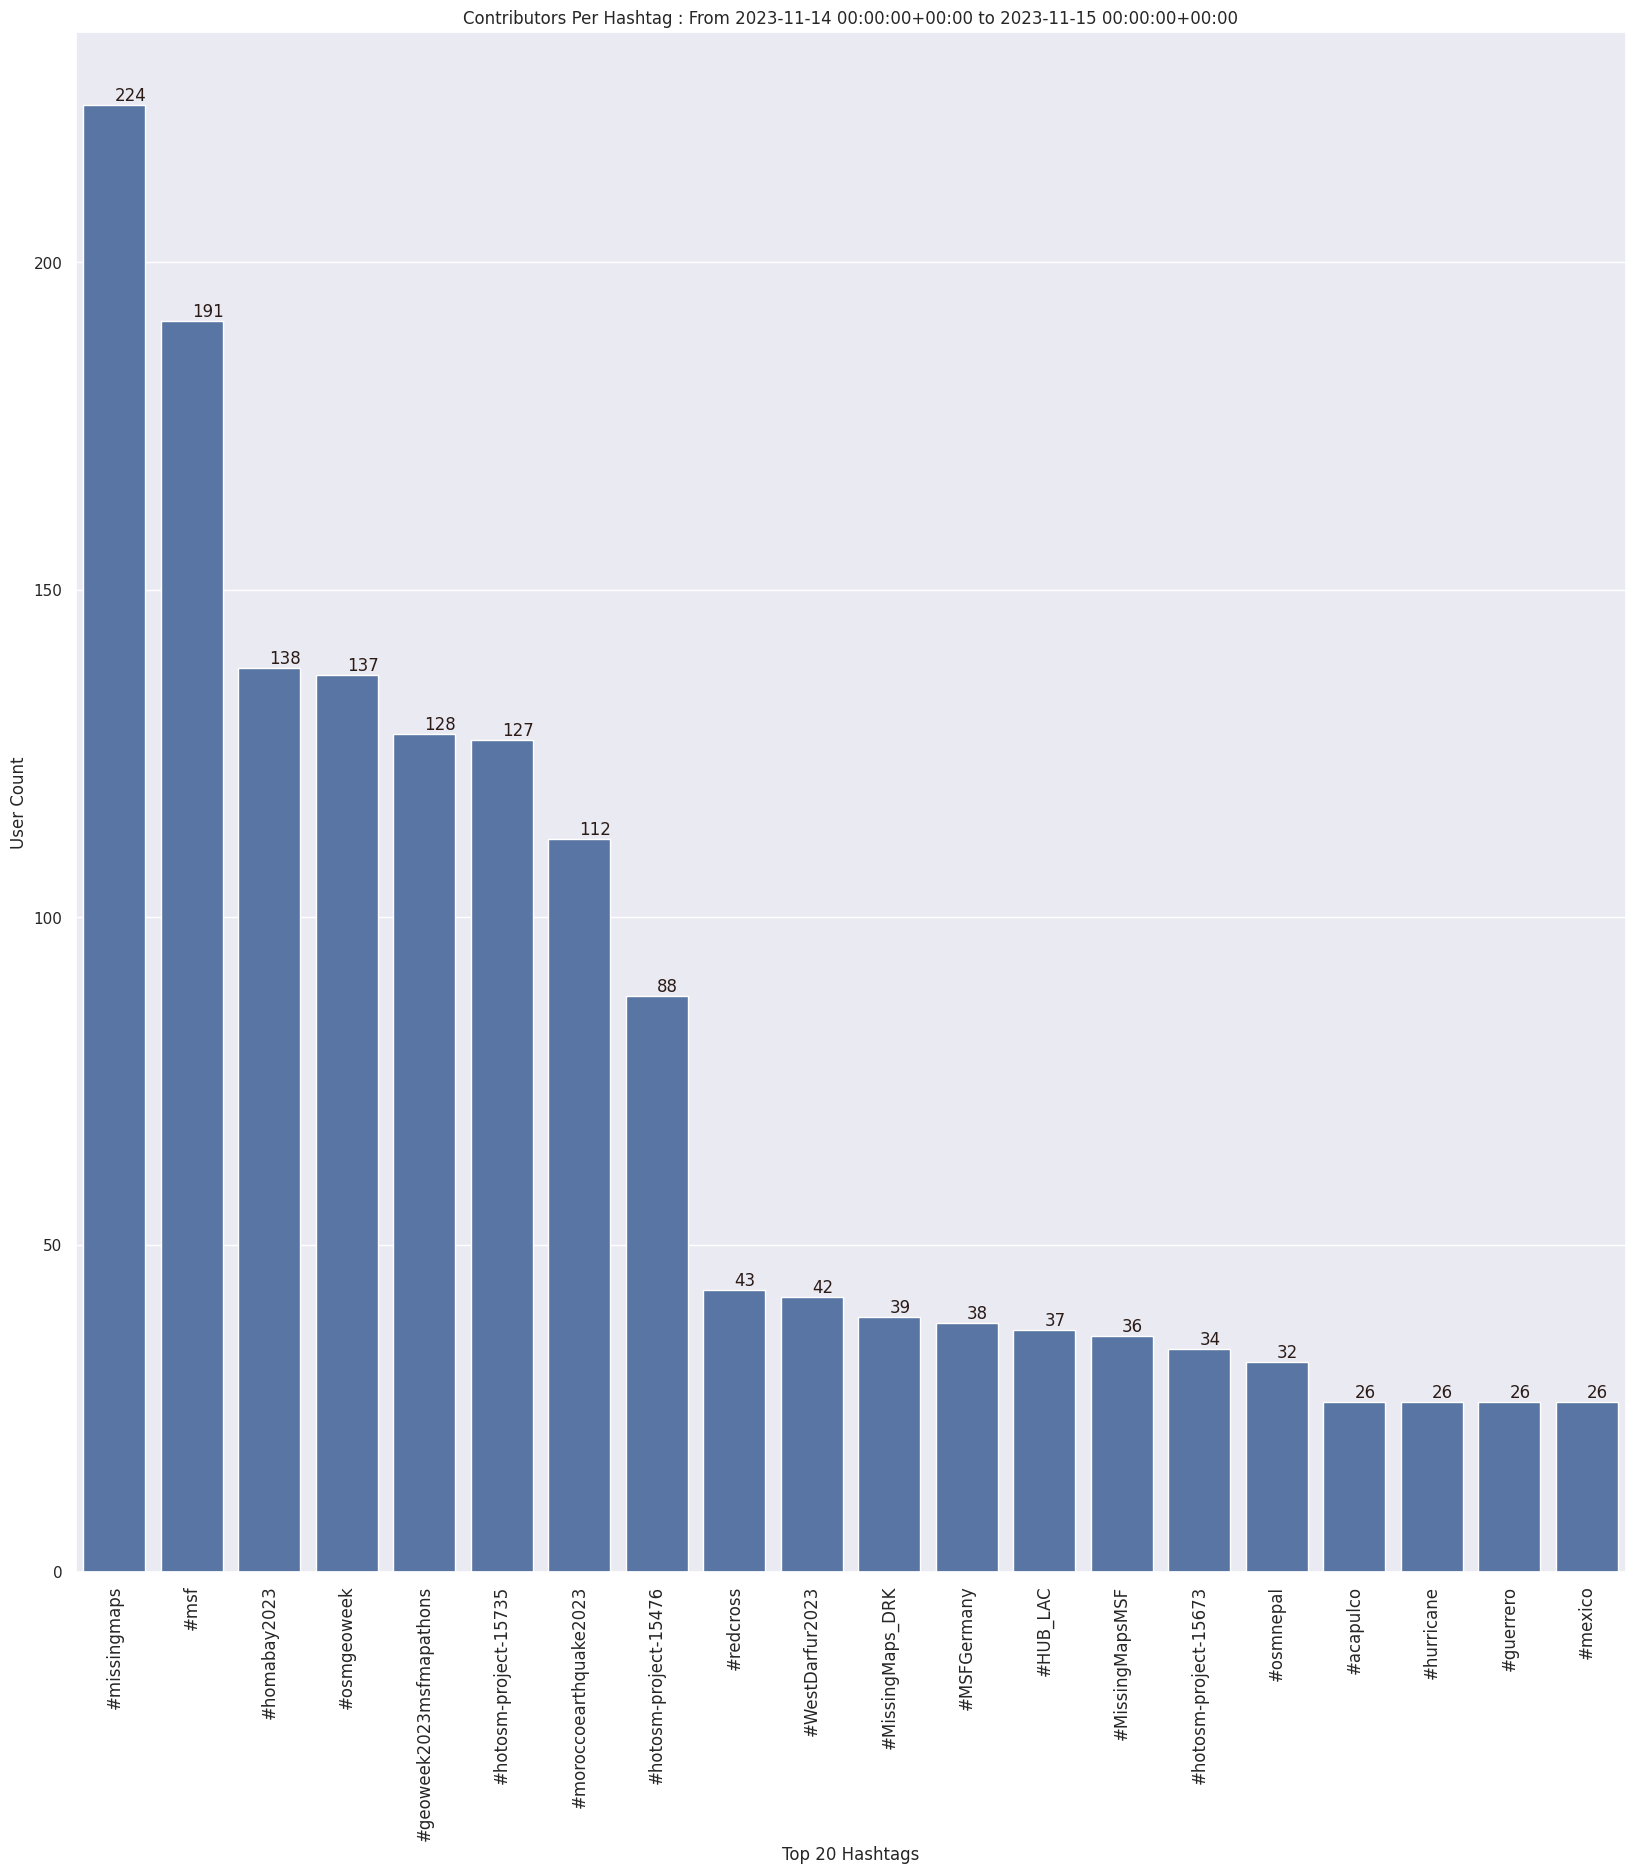 Contributors Per Hashtag : From 2023-11-14 00:00:00+00:00 to 2023-11-15 00:00:00+00:00
User Count
200
150
100
50
0
224
191
138
137
128
127
112
88
43
42
39
38
37
36
34
32
26
26
26
26
#missingmaps
#msf
#homabay2023
#osmgeoweek
#geoweek2023msfmapathons
#hotosm-project-15735
#moroccoearthquake2023
#hotosm-project-15476
#redcross
#WestDarfur2023
#MissingMaps_DRK
#MSFGermany
#HUB_LAC
#MissingMapsMSF
#hotosm-project-15673
#osmnepal
#acapulco
#hurricane
#guerrero
#mexico
Top 20 Hashtags